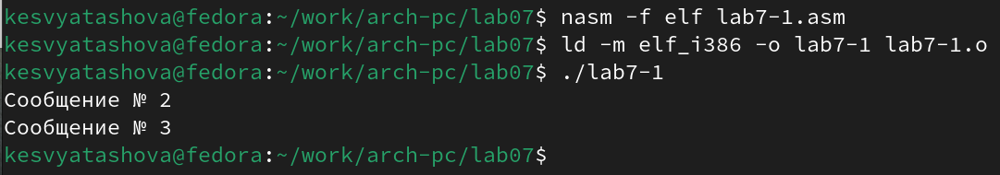 kesvyatashova@fedora:~/work/arch-pc/lab07$ nasm -f elf lab7-1.asm
kesvyatashova@fedora:~/work/arch-pc/lab07$ ld -m elf_i386 -o lab7-1 lab7-1.o
kesvyatashova@fedora:~/work/arch-pc/lab07$ ./lab7-1
Сообщение № 2
Сообщение № 3
kesvyatashova@fedora:~/work/arch-pc/lab07$